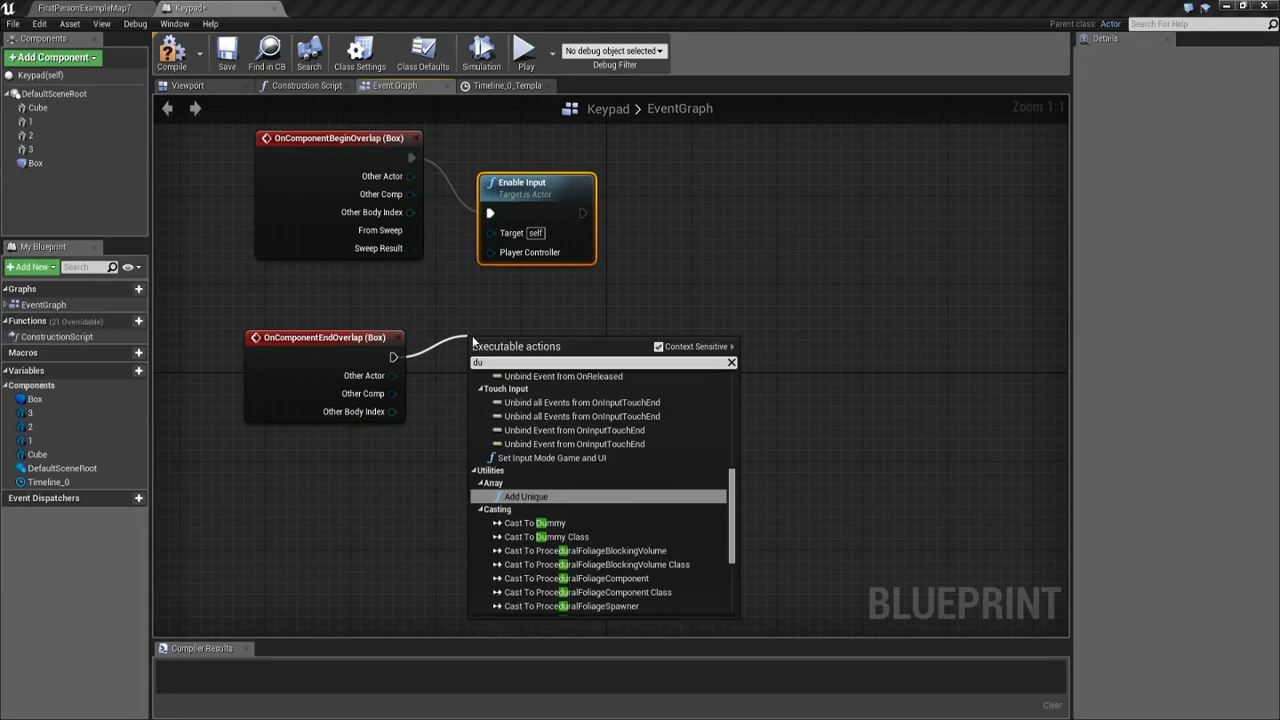 FirstPersonExampleMap7
Keypad*
File Edit Asset View Debug Window Help
Parent class: Actor
Search For Help
Components
+Add Component
Keypad(self)
DefaultSceneRoot
Cube
1
2
3
Box
My Blueprint
+Add New
Search
Graphs
EventGraph
Functions (21 Overridable)
ConstructionScript
Macros
Variables
Components
Box
3
2
1
Cube
DefaultSceneRoot
Timeline_0
Event Dispatchers
Compile
Save
Find in CB
Search
Class Settings
Class Defaults
Simulation
Play
No debug object selected
Debug Filter
Viewport
Construction Script
Event Graph
Timeline_0_Templa
Keypad > EventGraph
Zoom 1:1
OnComponentBeginOverlap (Box)
Other Actor
Other Comp
Other Body Index
From Sweep
Sweep Result
Enable Input
Target is Actor
Target self
Player Controller
OnComponentEndOverlap (Box)
Other Actor
Other Comp
Other Body Index
Executable actions
Context Sensitive
du
Unbind Event from OnReleased
Touch Input
Unbind all Events from OnInputTouchEnd
Unbind all Events from OnInputTouchEnd
Unbind Event from OnInputTouchEnd
Unbind Event from OnInputTouchEnd
Set Input Mode Game and UI
Utilities
Array
Add Unique
Casting
Cast To Dummy
Cast To Dummy Class
Cast To ProceduralFoliageBlockingVolume
Cast To ProceduralFoliageBlockingVolume Class
Cast To ProceduralFoliageComponent
Cast To ProceduralFoliageComponent Class
Cast To ProceduralFoliageSpawner
BLUEPRINT
Compiler Results
Clear
Details